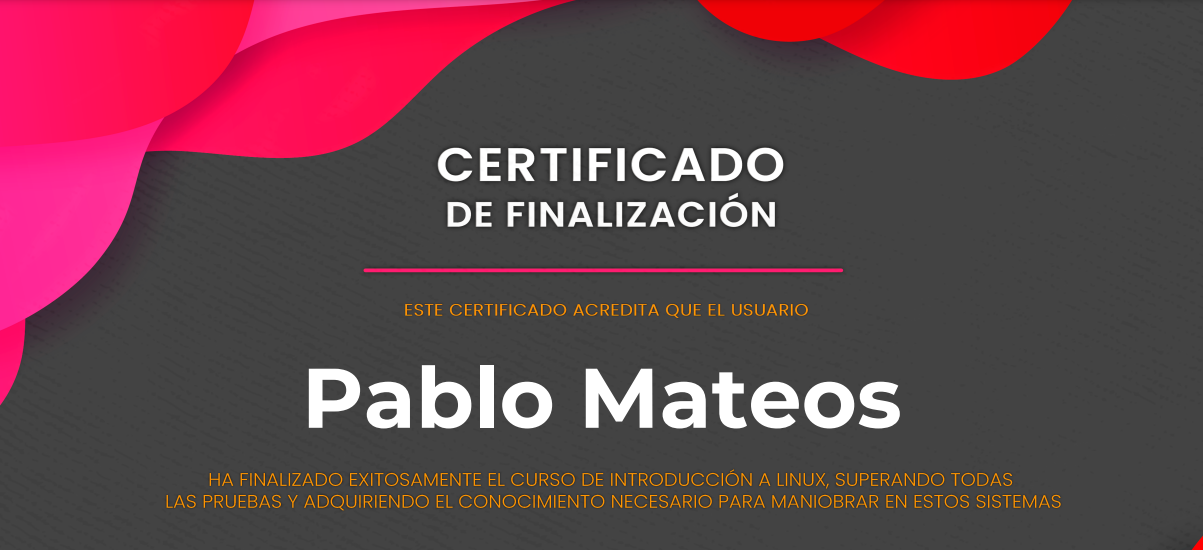 CERTIFICADO
DE FINALIZACIÓN
ESTE CERTIFICADO ACREDITA QUE EL USUARIO
Pablo Mateos
HA FINALIZADO EXITOSAMENTE EL CURSO DE INTRODUCCIÓN A LINUX, SUPERANDO TODAS
LAS PRUEBAS Y ADQUIRIENDO EL CONOCIMIENTO NECESARIO PARA MANIOBRAR EN ESTOS SISTEMAS